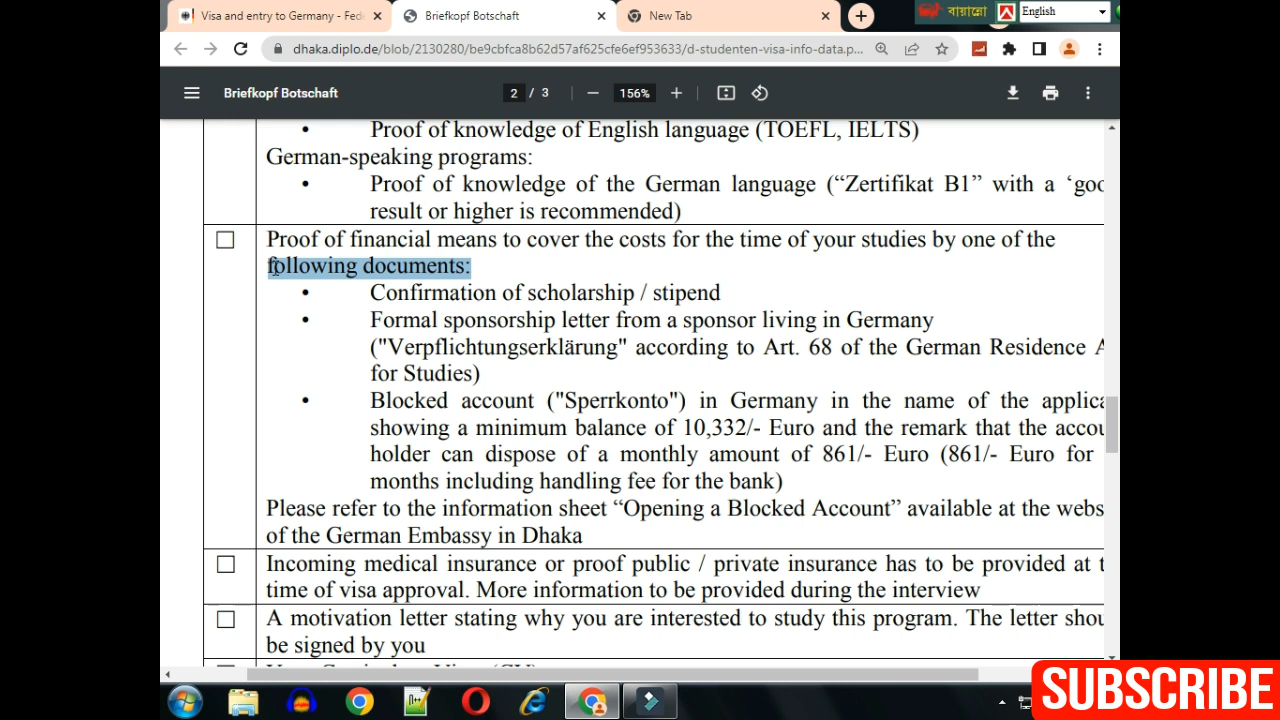 Visa and entry to Germany - Fed
Briefkopf Botschaft
New Tab
বায়ান্নো
English
dhaka.diplo.de/blob/2130280/be9cbfca8b62d57af625cfe6ef953633/d-studenten-visa-info-data.p...
Briefkopf Botschaft
2 / 3
156%
• Proof of knowledge of English language (TOEFL, IELTS)
German-speaking programs:
• Proof of knowledge of the German language (“Zertifikat B1” with a ‘goo
result or higher is recommended)
Proof of financial means to cover the costs for the time of your studies by one of the
following documents:
• Confirmation of scholarship / stipend
• Formal sponsorship letter from a sponsor living in Germany
("Verpflichtungserklärung" according to Art. 68 of the German Residence A
for Studies)
• Blocked account ("Sperrkonto") in Germany in the name of the applica
showing a minimum balance of 10,332/- Euro and the remark that the accou
holder can dispose of a monthly amount of 861/- Euro (861/- Euro for
months including handling fee for the bank)
Please refer to the information sheet “Opening a Blocked Account” available at the webs
of the German Embassy in Dhaka
Incoming medical insurance or proof public / private insurance has to be provided at t
time of visa approval. More information to be provided during the interview
A motivation letter stating why you are interested to study this program. The letter shou
be signed by you
SUBSCRIBE